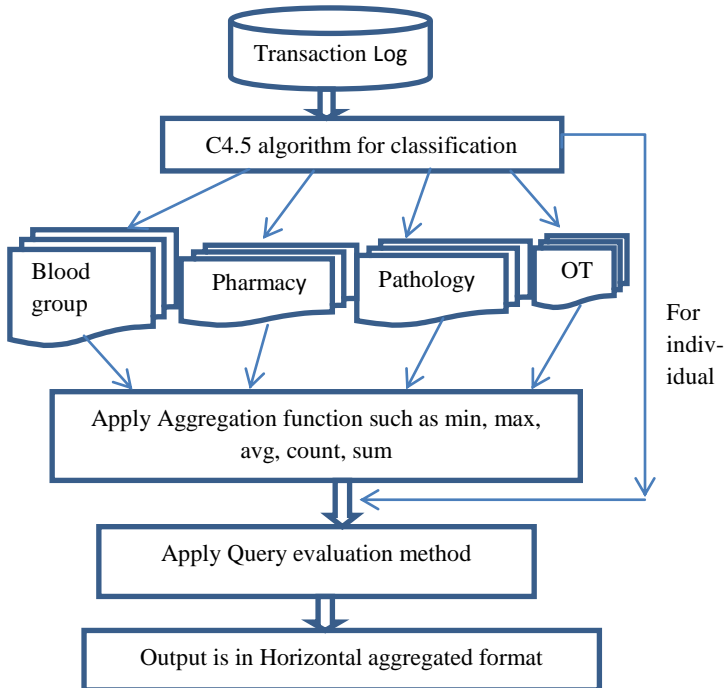 Transaction Log
C4.5 algorithm for classification
Blood
group
Pharmacy
Pathology
OT
For
indiv-
idual
Apply Aggregation function such as min, max,
avg, count, sum
Apply Query evaluation method
Output is in Horizontal aggregated format